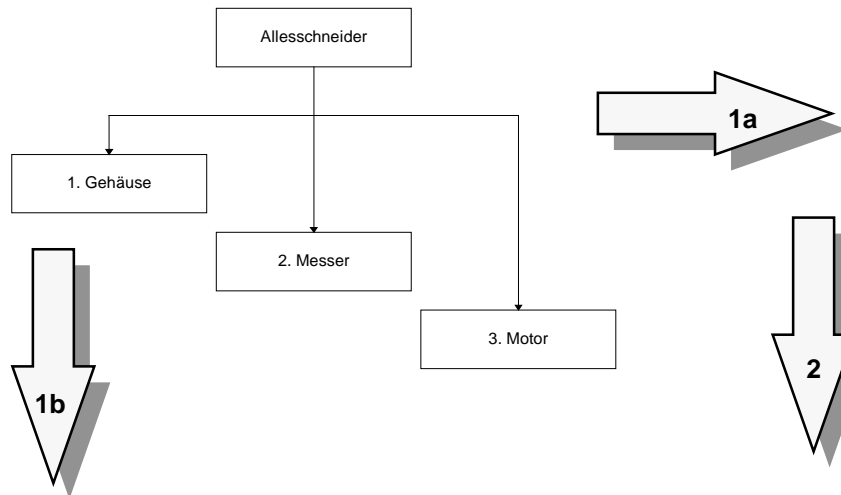 Allesschneider
1a
1. Gehäuse
2. Messer
3. Motor
2
1b